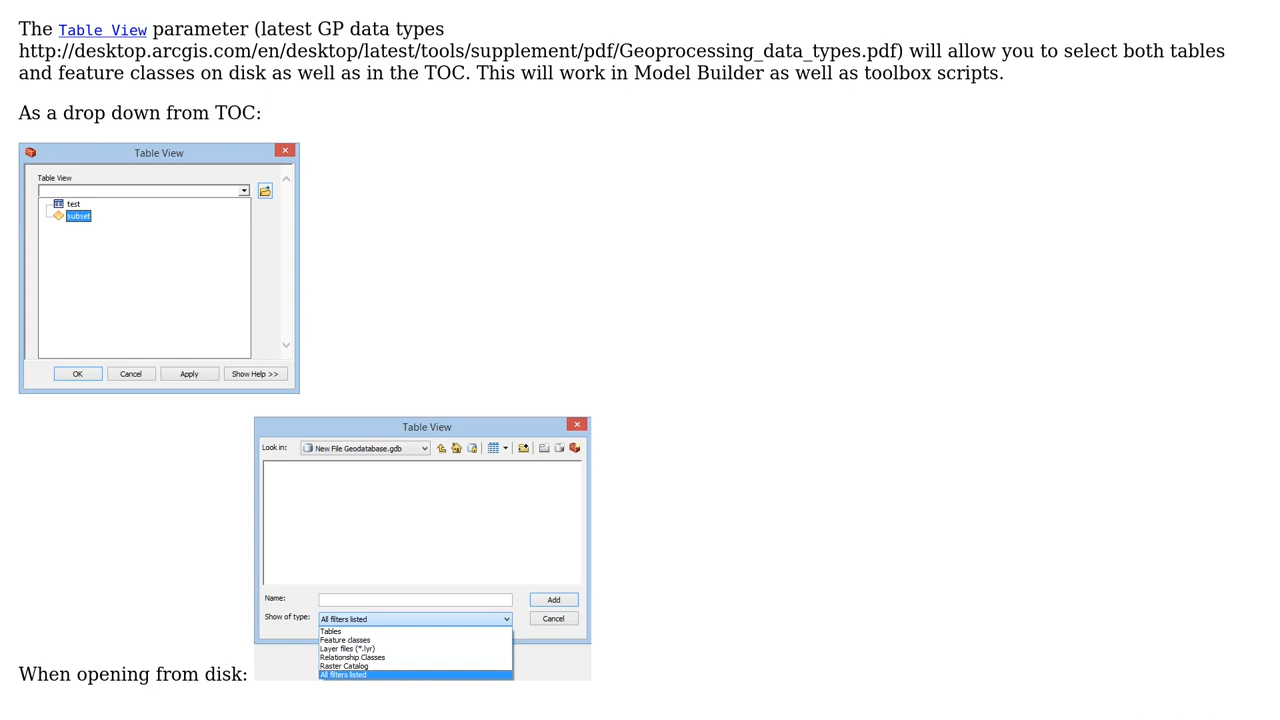 The Table View parameter (latest GP data types
http://desktop.arcgis.com/en/desktop/latest/tools/supplement/pdf/Geoprocessing_data_types.pdf) will allow you to select both tables
and feature classes on disk as well as in the TOC. This will work in Model Builder as well as toolbox scripts.
As a drop down from TOC:
Table View
Table View
test
subset
OK Cancel Apply Show Help >>
Table View
Look in: New File Geodatabase.gdb
Name: Add
Show of type: All filters listed Cancel
Tables
Feature classes
Layer files (*.lyr)
Relationship Classes
Raster Catalog
All filters listed
When opening from disk: